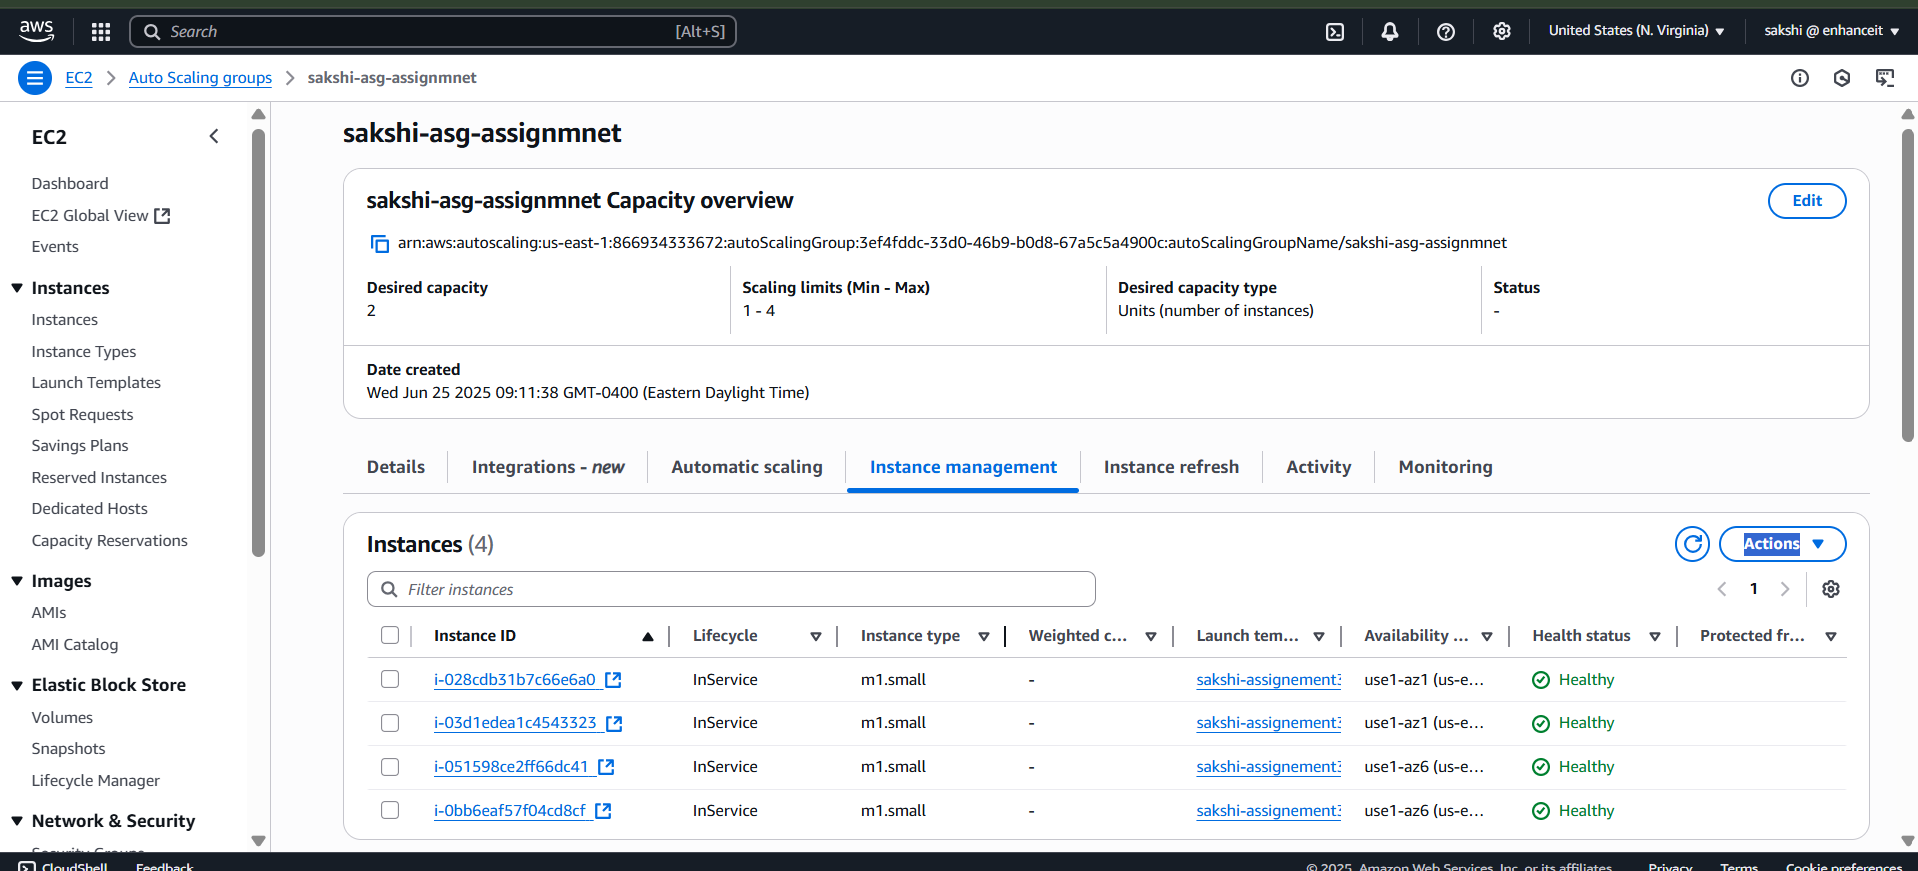 aws
Search [Alt+S]
United States (N. Virginia)
sakshi @ enhanceit
EC2 Auto Scaling groups sakshi-asg-assignmnet
EC2
Dashboard
EC2 Global View
Events
Instances
Instances
Instance Types
Launch Templates
Spot Requests
Savings Plans
Reserved Instances
Dedicated Hosts
Capacity Reservations
Images
AMIs
AMI Catalog
Elastic Block Store
Volumes
Snapshots
Lifecycle Manager
Network & Security
Security Groups
sakshi-asg-assignmnet
sakshi-asg-assignmnet Capacity overview
Edit
arn:aws:autoscaling:us-east-1:866934333672:autoScalingGroup:3ef4fddc-33d0-46b9-b0d8-67a5c5a4900c:autoScalingGroupName/sakshi-asg-assignmnet
Desired capacity
2
Scaling limits (Min - Max)
1 - 4
Desired capacity type
Units (number of instances)
Status
-
Date created
Wed Jun 25 2025 09:11:38 GMT-0400 (Eastern Daylight Time)
Details Integrations - new Automatic scaling Instance management Instance refresh Activity Monitoring
Instances (4)
Actions
Filter instances
1
Instance ID Lifecycle Instance type Weighted c... Launch tem... Availability ... Health status Protected fr...
i-028cdb31b7c66e6a0 InService m1.small - sakshi-assignement3 use1-az1 (us-e... Healthy
i-03d1edea1c4543323 InService m1.small - sakshi-assignement3 use1-az1 (us-e... Healthy
i-051598ce2ff66dc41 InService m1.small - sakshi-assignement3 use1-az6 (us-e... Healthy
i-0bb6eaf57f04cd8cf InService m1.small - sakshi-assignement3 use1-az6 (us-e... Healthy
CloudShell Feedback © 2025, Amazon Web Services, Inc. or its affiliates. Privacy Terms Cookie preferences